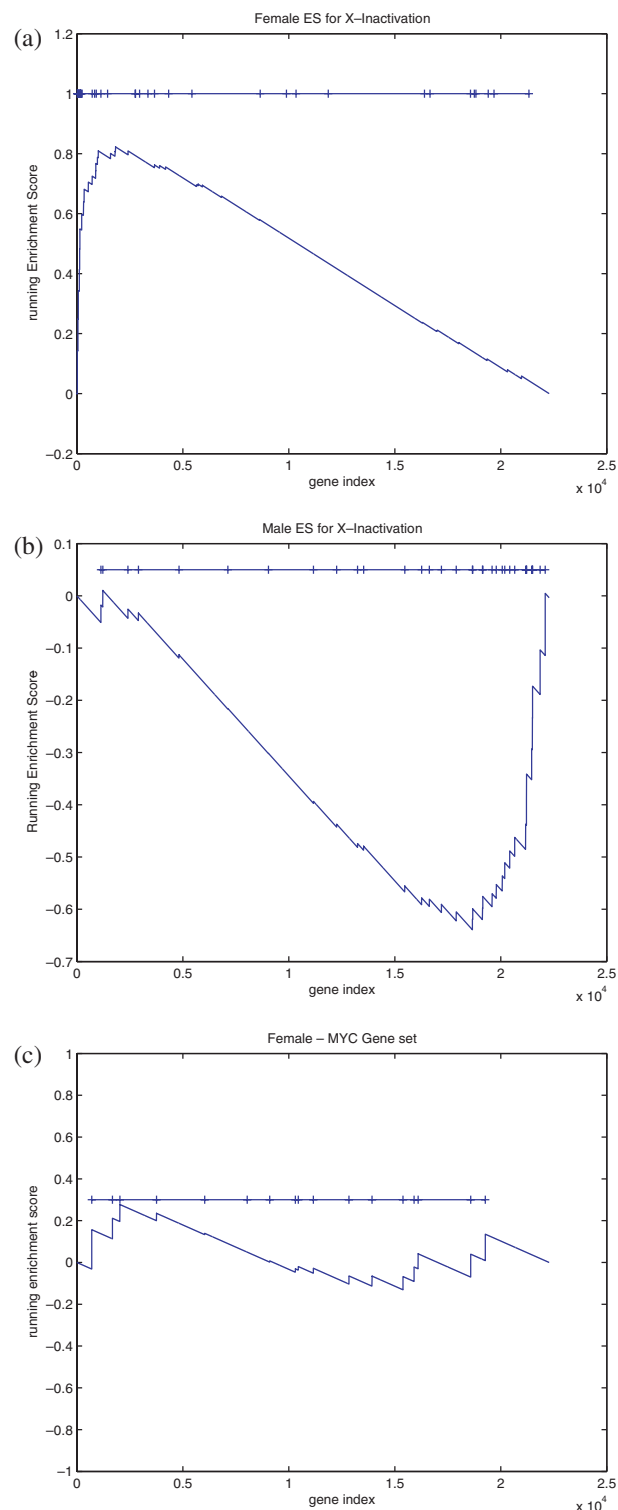 (a)
Female ES for X–Inactivation
1.2
1
0.8
0.6
0.4
0.2
0
−0.2
running Enrichment Score
0 0.5 1 1.5 2 2.5
gene index
x 10^4
(b)
Male ES for X–Inactivation
0.1
0
−0.1
−0.2
−0.3
−0.4
−0.5
−0.6
−0.7
Running Enrichment Score
0 0.5 1 1.5 2 2.5
gene index
x 10^4
(c)
Female – MYC Gene set
1
0.8
0.6
0.4
0.2
0
−0.2
−0.4
−0.6
−0.8
−1
running enrichment score
0 0.5 1 1.5 2 2.5
gene index
x 10^4